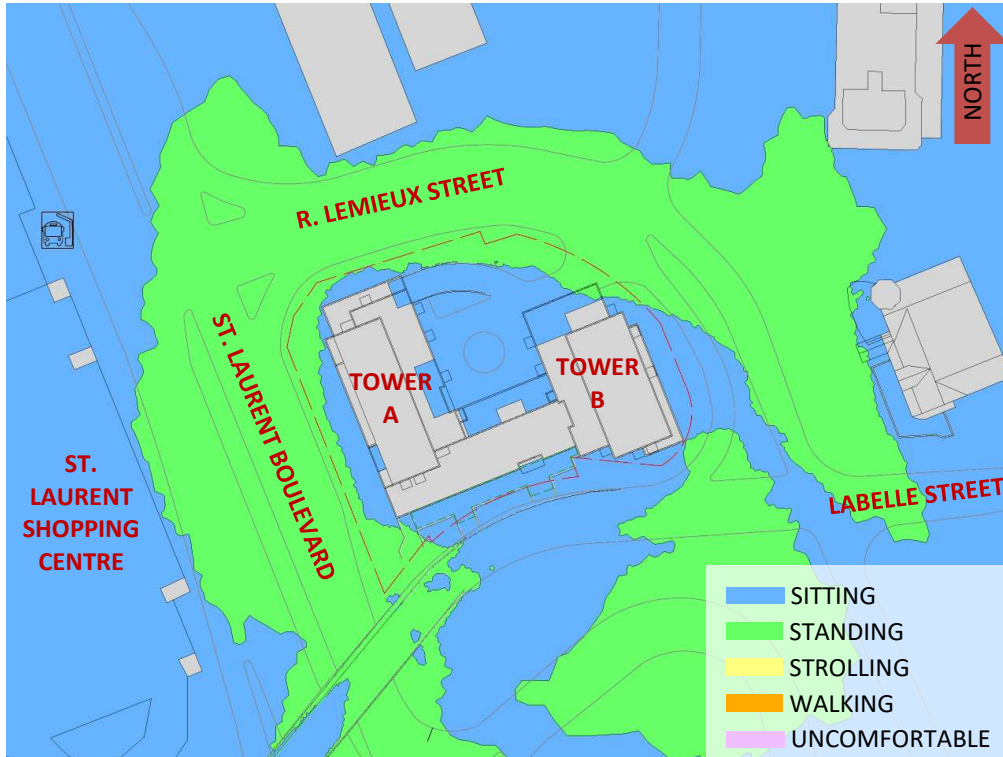 NORTH
R. LEMIEUX STREET
ST. LAURENT BOULEVARD
TOWER
A
TOWER
B
ST.
LAURENT
SHOPPING
CENTRE
LABELLE STREET
SITTING
STANDING
STROLLING
WALKING
UNCOMFORTABLE